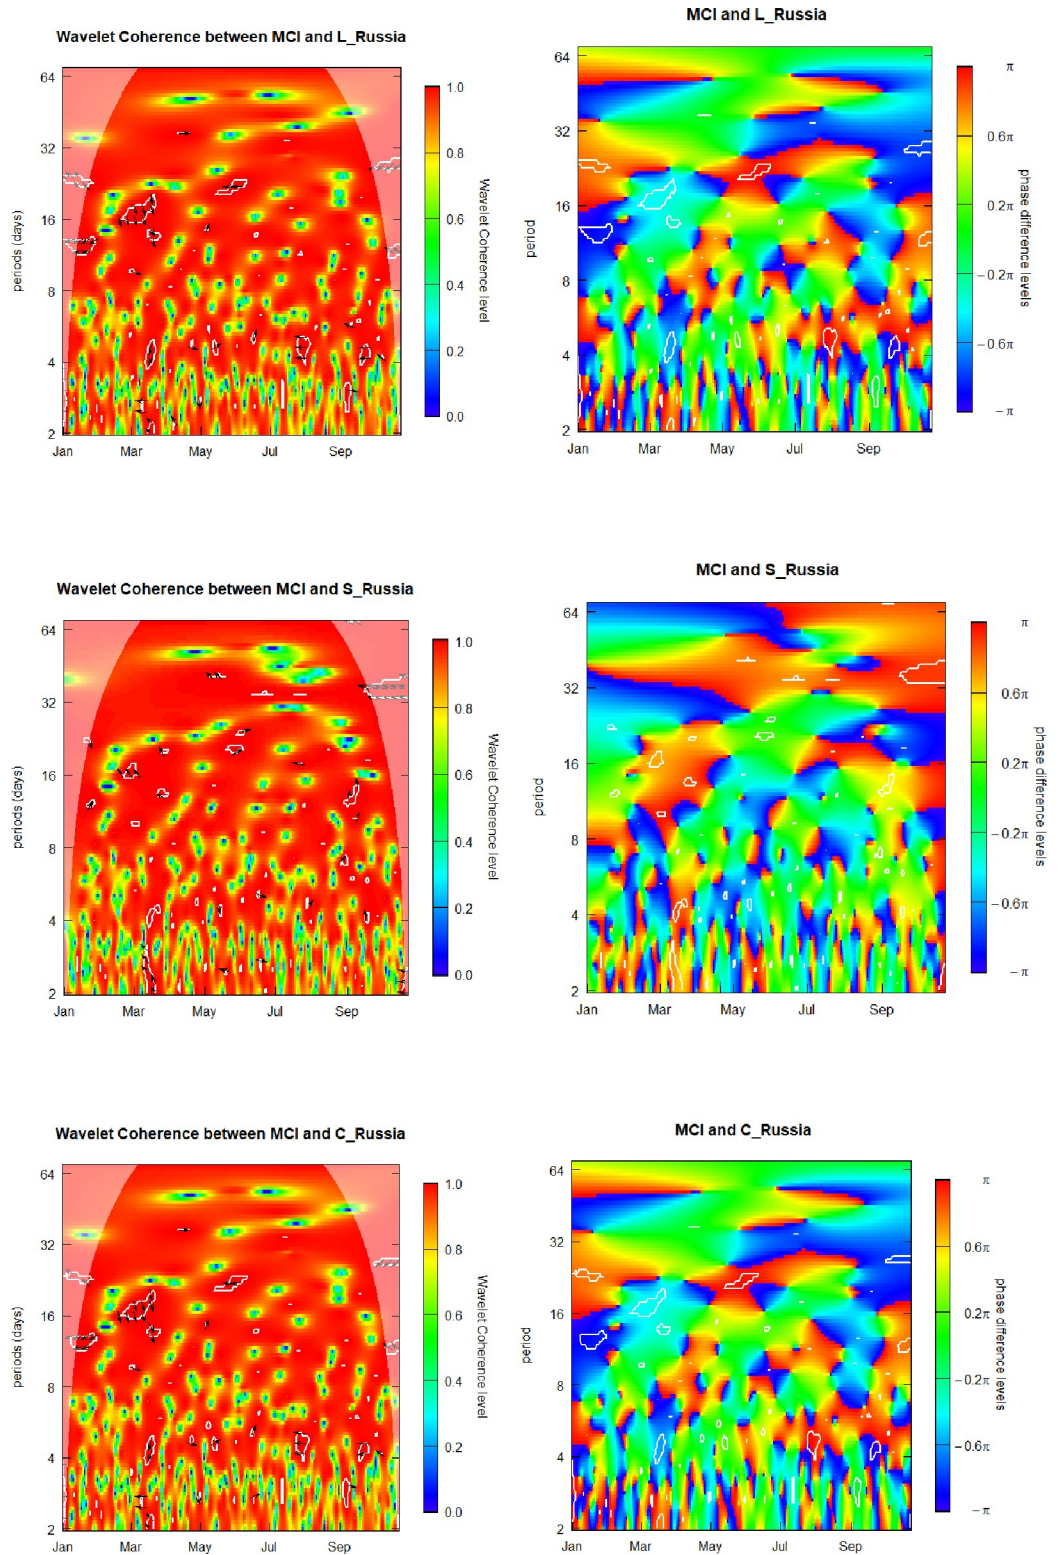 MCI and L_Russia
Wavelet Coherence between MCI and L_Russia
64
32
16
8
4
2
periods (days)
Jan
Mar
May
Jul
Sep
1.0
0.8
0.6
0.4
0.2
0.0
Wavelet Coherence level
64
32
16
8
4
2
period
Jan
Mar
May
Jul
Sep
π
0.6π
0.2π
−0.2π
−0.6π
−π
phase difference levels
MCI and S_Russia
Wavelet Coherence between MCI and S_Russia
64
32
16
8
4
2
periods (days)
Jan
Mar
May
Jul
Sep
1.0
0.8
0.6
0.4
0.2
0.0
Wavelet Coherence level
64
32
16
8
4
2
period
Jan
Mar
May
Jul
Sep
π
0.6π
0.2π
−0.2π
−0.6π
−π
phase difference levels
Wavelet Coherence between MCI and C_Russia
MCI and C_Russia
64
32
16
8
4
2
periods (days)
Jan
Mar
May
Jul
Sep
1.0
0.8
0.6
0.4
0.2
0.0
Wavelet Coherence level
64
32
16
8
4
2
period
Jan
Mar
May
Jul
Sep
π
0.6π
0.2π
−0.2π
−0.6π
−π
phase difference levels